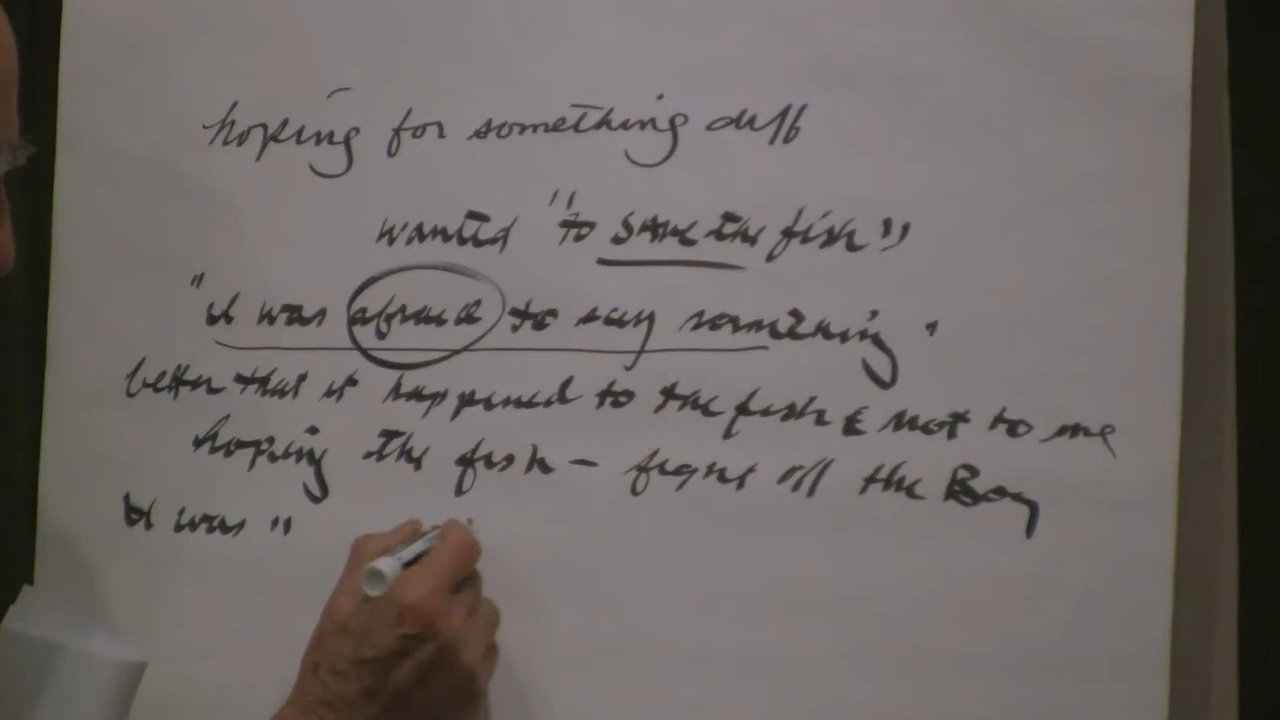 hoping for something diff
wanted "to save the fish"
"I was afraid to say something"
better that it happened to the fish & not to me
hoping the fish - fight off the Boy
I was "